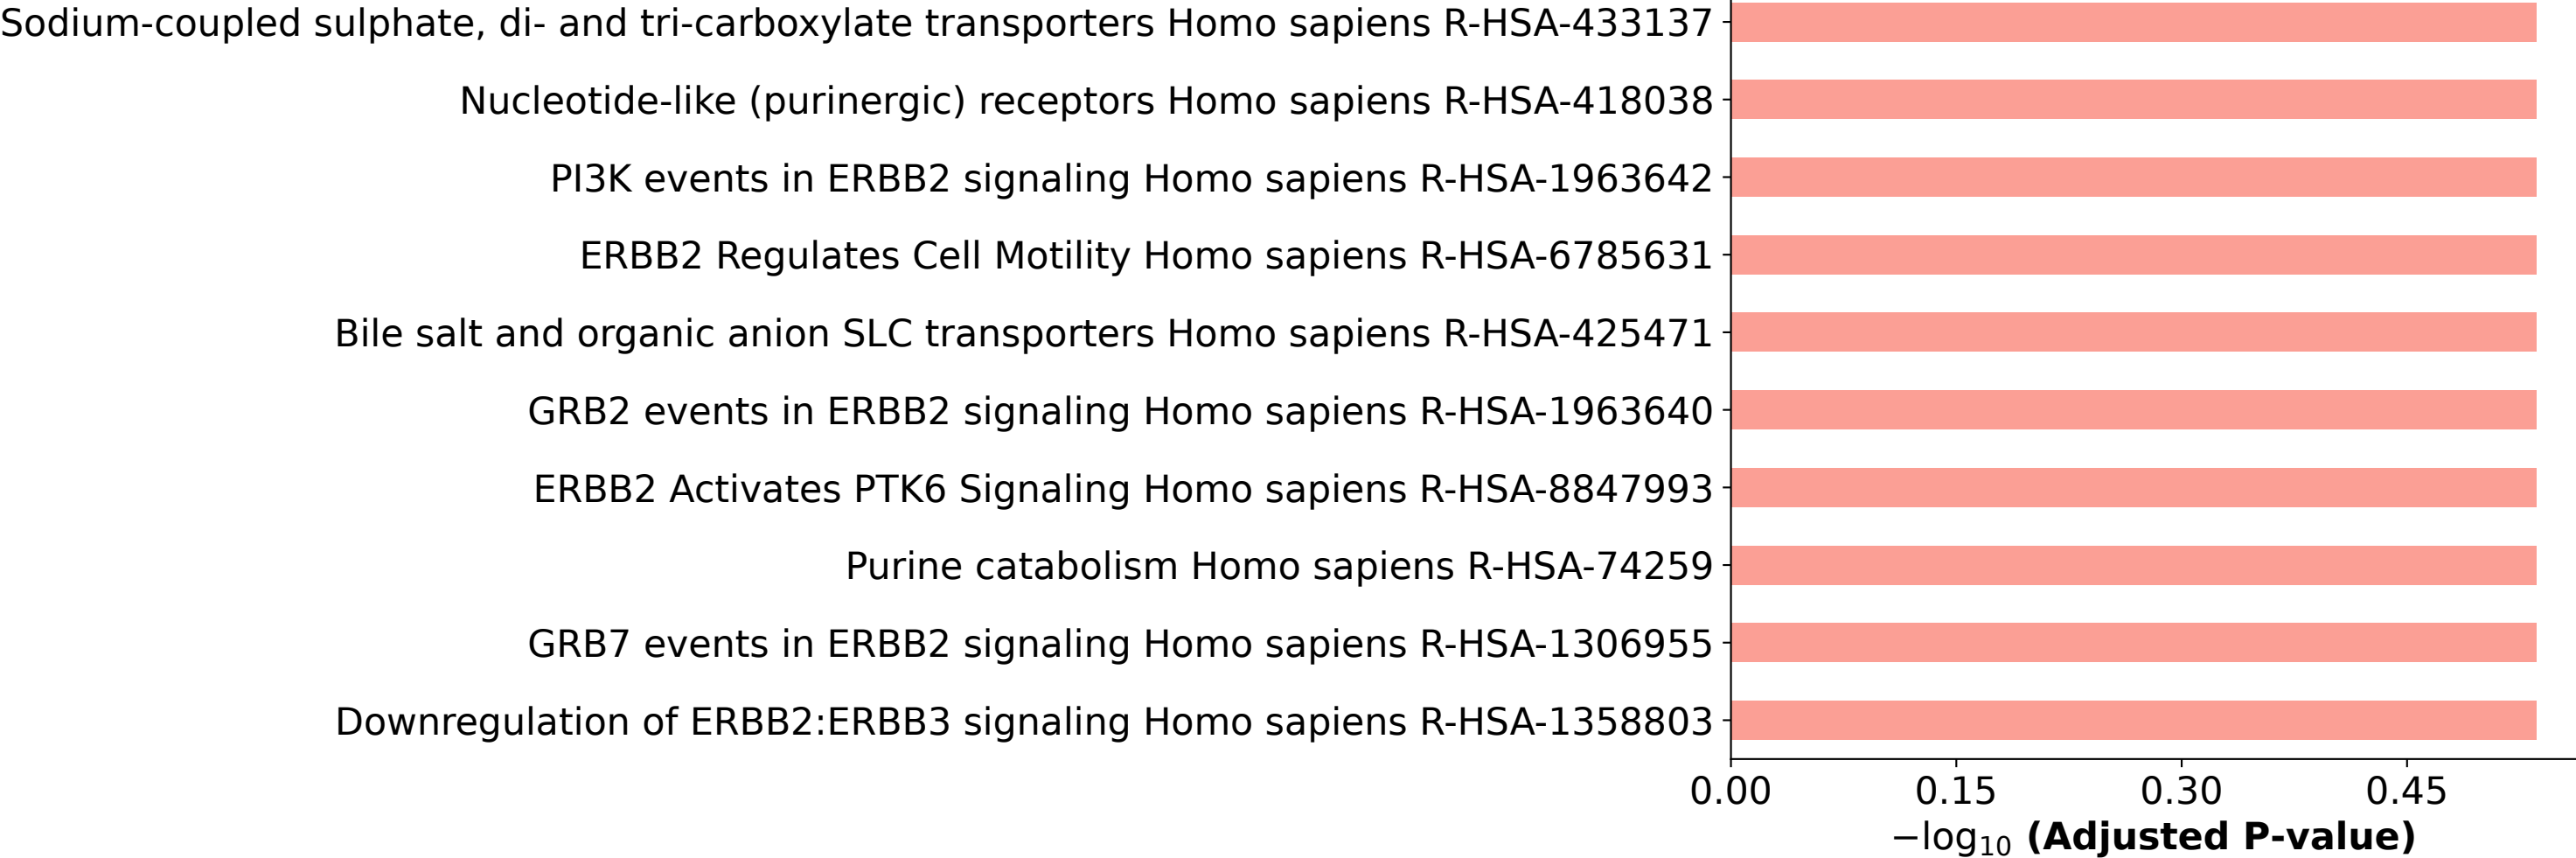 Sodium-coupled sulphate, di- and tri-carboxylate transporters Homo sapiens R-HSA-433137
Nucleotide-like (purinergic) receptors Homo sapiens R-HSA-418038
PI3K events in ERBB2 signaling Homo sapiens R-HSA-1963642
ERBB2 Regulates Cell Motility Homo sapiens R-HSA-6785631
Bile salt and organic anion SLC transporters Homo sapiens R-HSA-425471
GRB2 events in ERBB2 signaling Homo sapiens R-HSA-1963640
ERBB2 Activates PTK6 Signaling Homo sapiens R-HSA-8847993
Purine catabolism Homo sapiens R-HSA-74259
GRB7 events in ERBB2 signaling Homo sapiens R-HSA-1306955
Downregulation of ERBB2:ERBB3 signaling Homo sapiens R-HSA-1358803
0.00 0.15 0.30 0.45
−log₁₀ (Adjusted P-value)